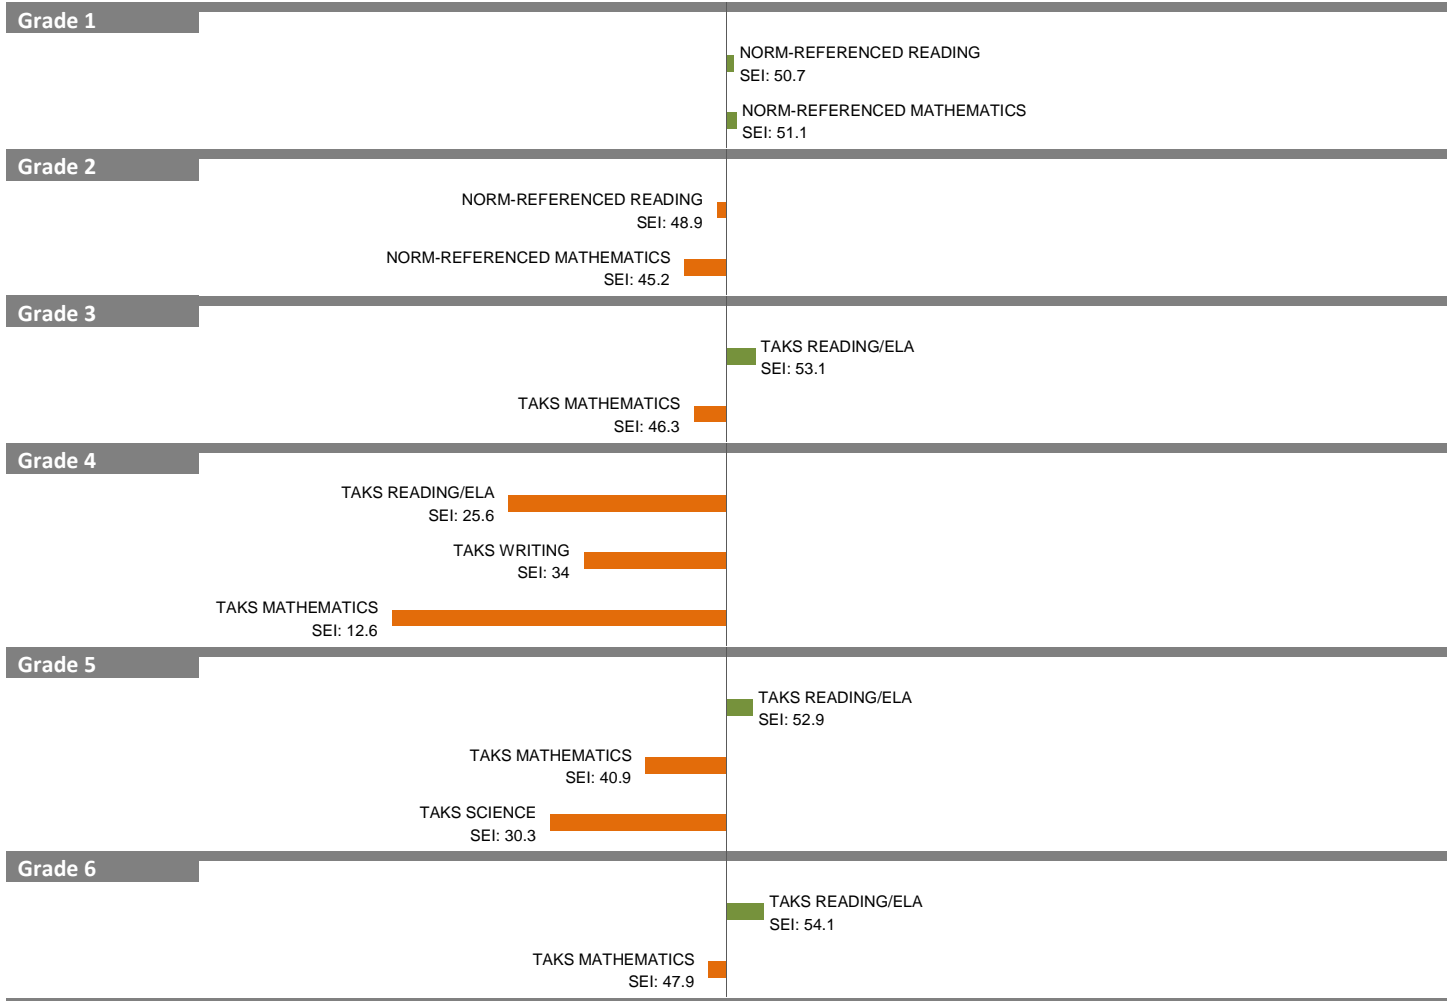 Grade 1
NORM-REFERENCED READING
SEI: 50.7
NORM-REFERENCED MATHEMATICS
SEI: 51.1
Grade 2
NORM-REFERENCED READING
SEI: 48.9
NORM-REFERENCED MATHEMATICS
SEI: 45.2
Grade 3
TAKS READING/ELA
SEI: 53.1
TAKS MATHEMATICS
SEI: 46.3
Grade 4
TAKS READING/ELA
SEI: 25.6
TAKS WRITING
SEI: 34
TAKS MATHEMATICS
SEI: 12.6
Grade 5
TAKS READING/ELA
SEI: 52.9
TAKS MATHEMATICS
SEI: 40.9
TAKS SCIENCE
SEI: 30.3
Grade 6
TAKS READING/ELA
SEI: 54.1
TAKS MATHEMATICS
SEI: 47.9